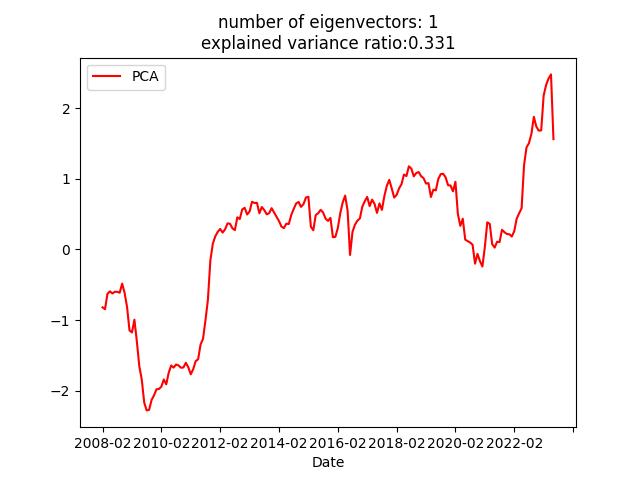 number of eigenvectors: 1
explained variance ratio:0.331
PCA
2
1
0
−1
−2
2008-02 2010-02 2012-02 2014-02 2016-02 2018-02 2020-02 2022-02
Date